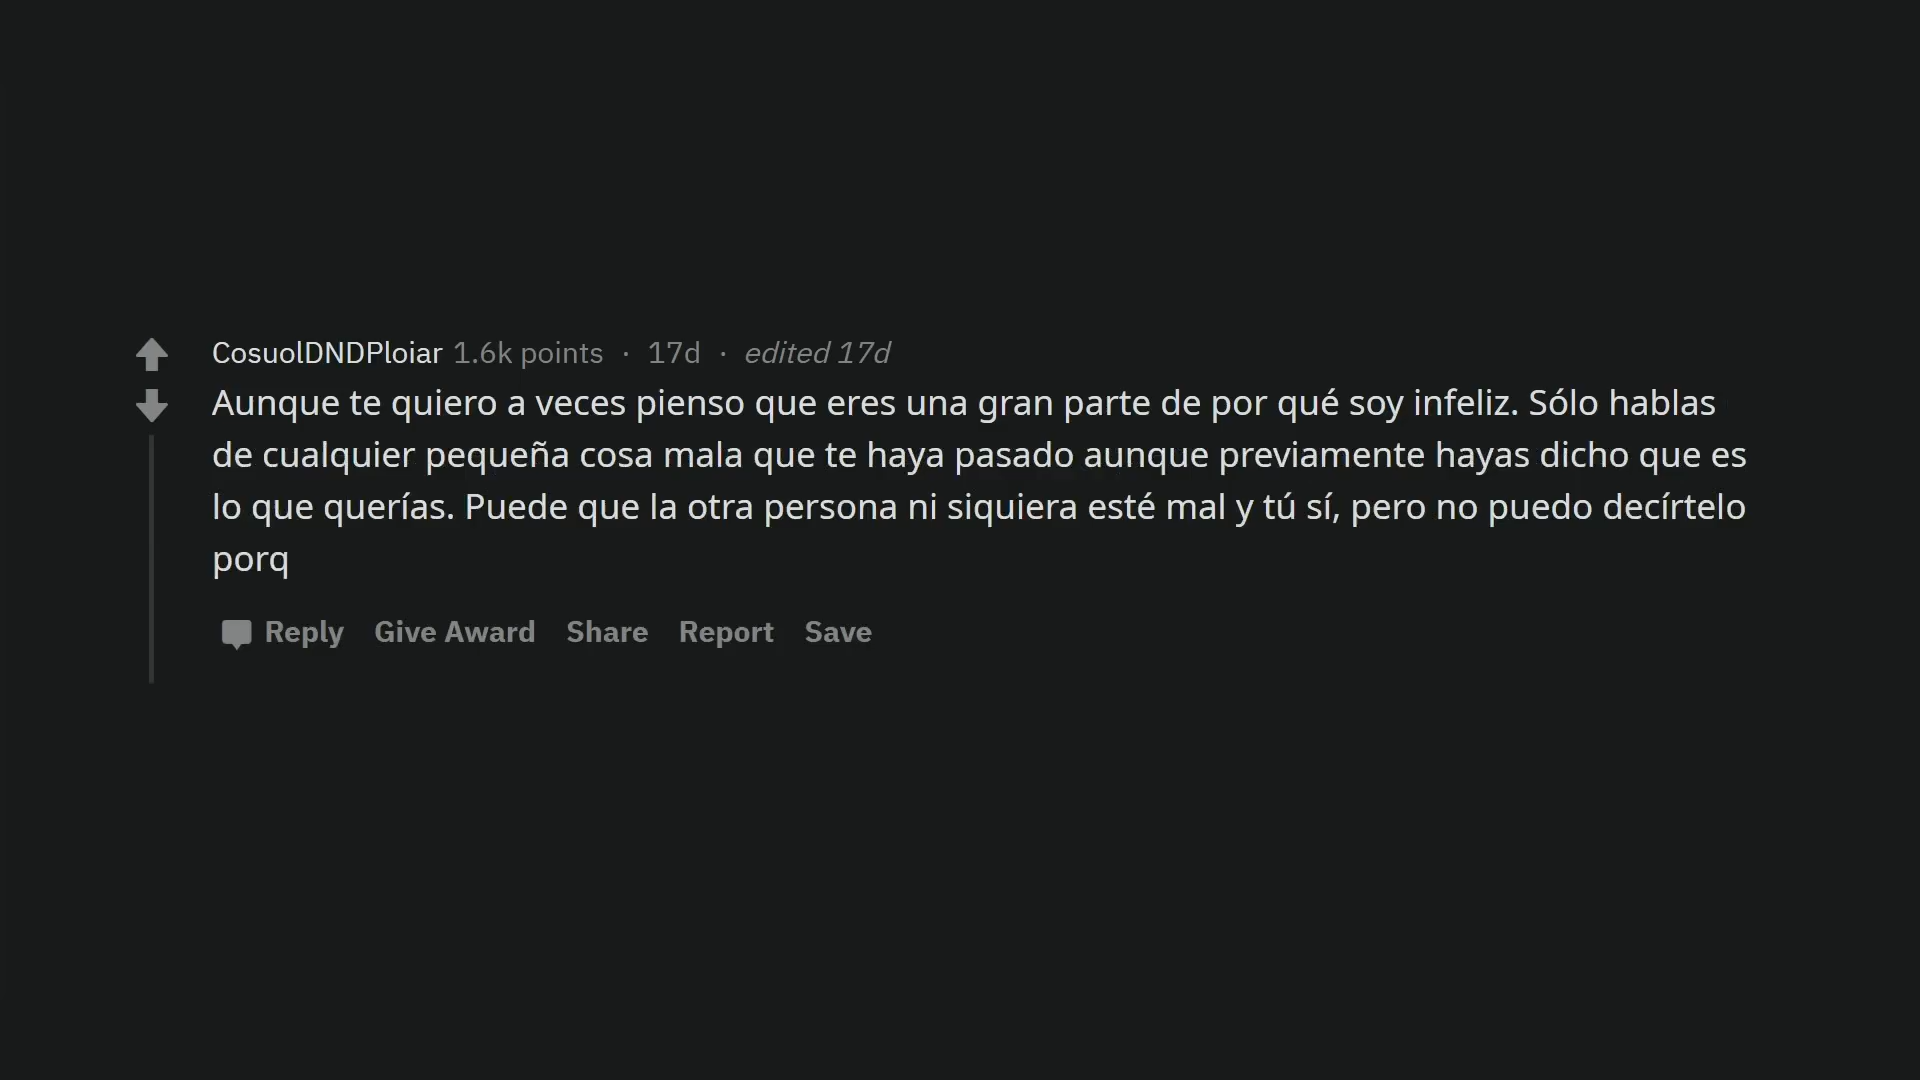 CosuolDNDPloiar 1.6k points · 17d · edited 17d
Aunque te quiero a veces pienso que eres una gran parte de por qué soy infeliz. Sólo hablas
de cualquier pequeña cosa mala que te haya pasado aunque previamente hayas dicho que es
lo que querías. Puede que la otra persona ni siquiera esté mal y tú sí, pero no puedo decírtelo
porq
Reply Give Award Share Report Save